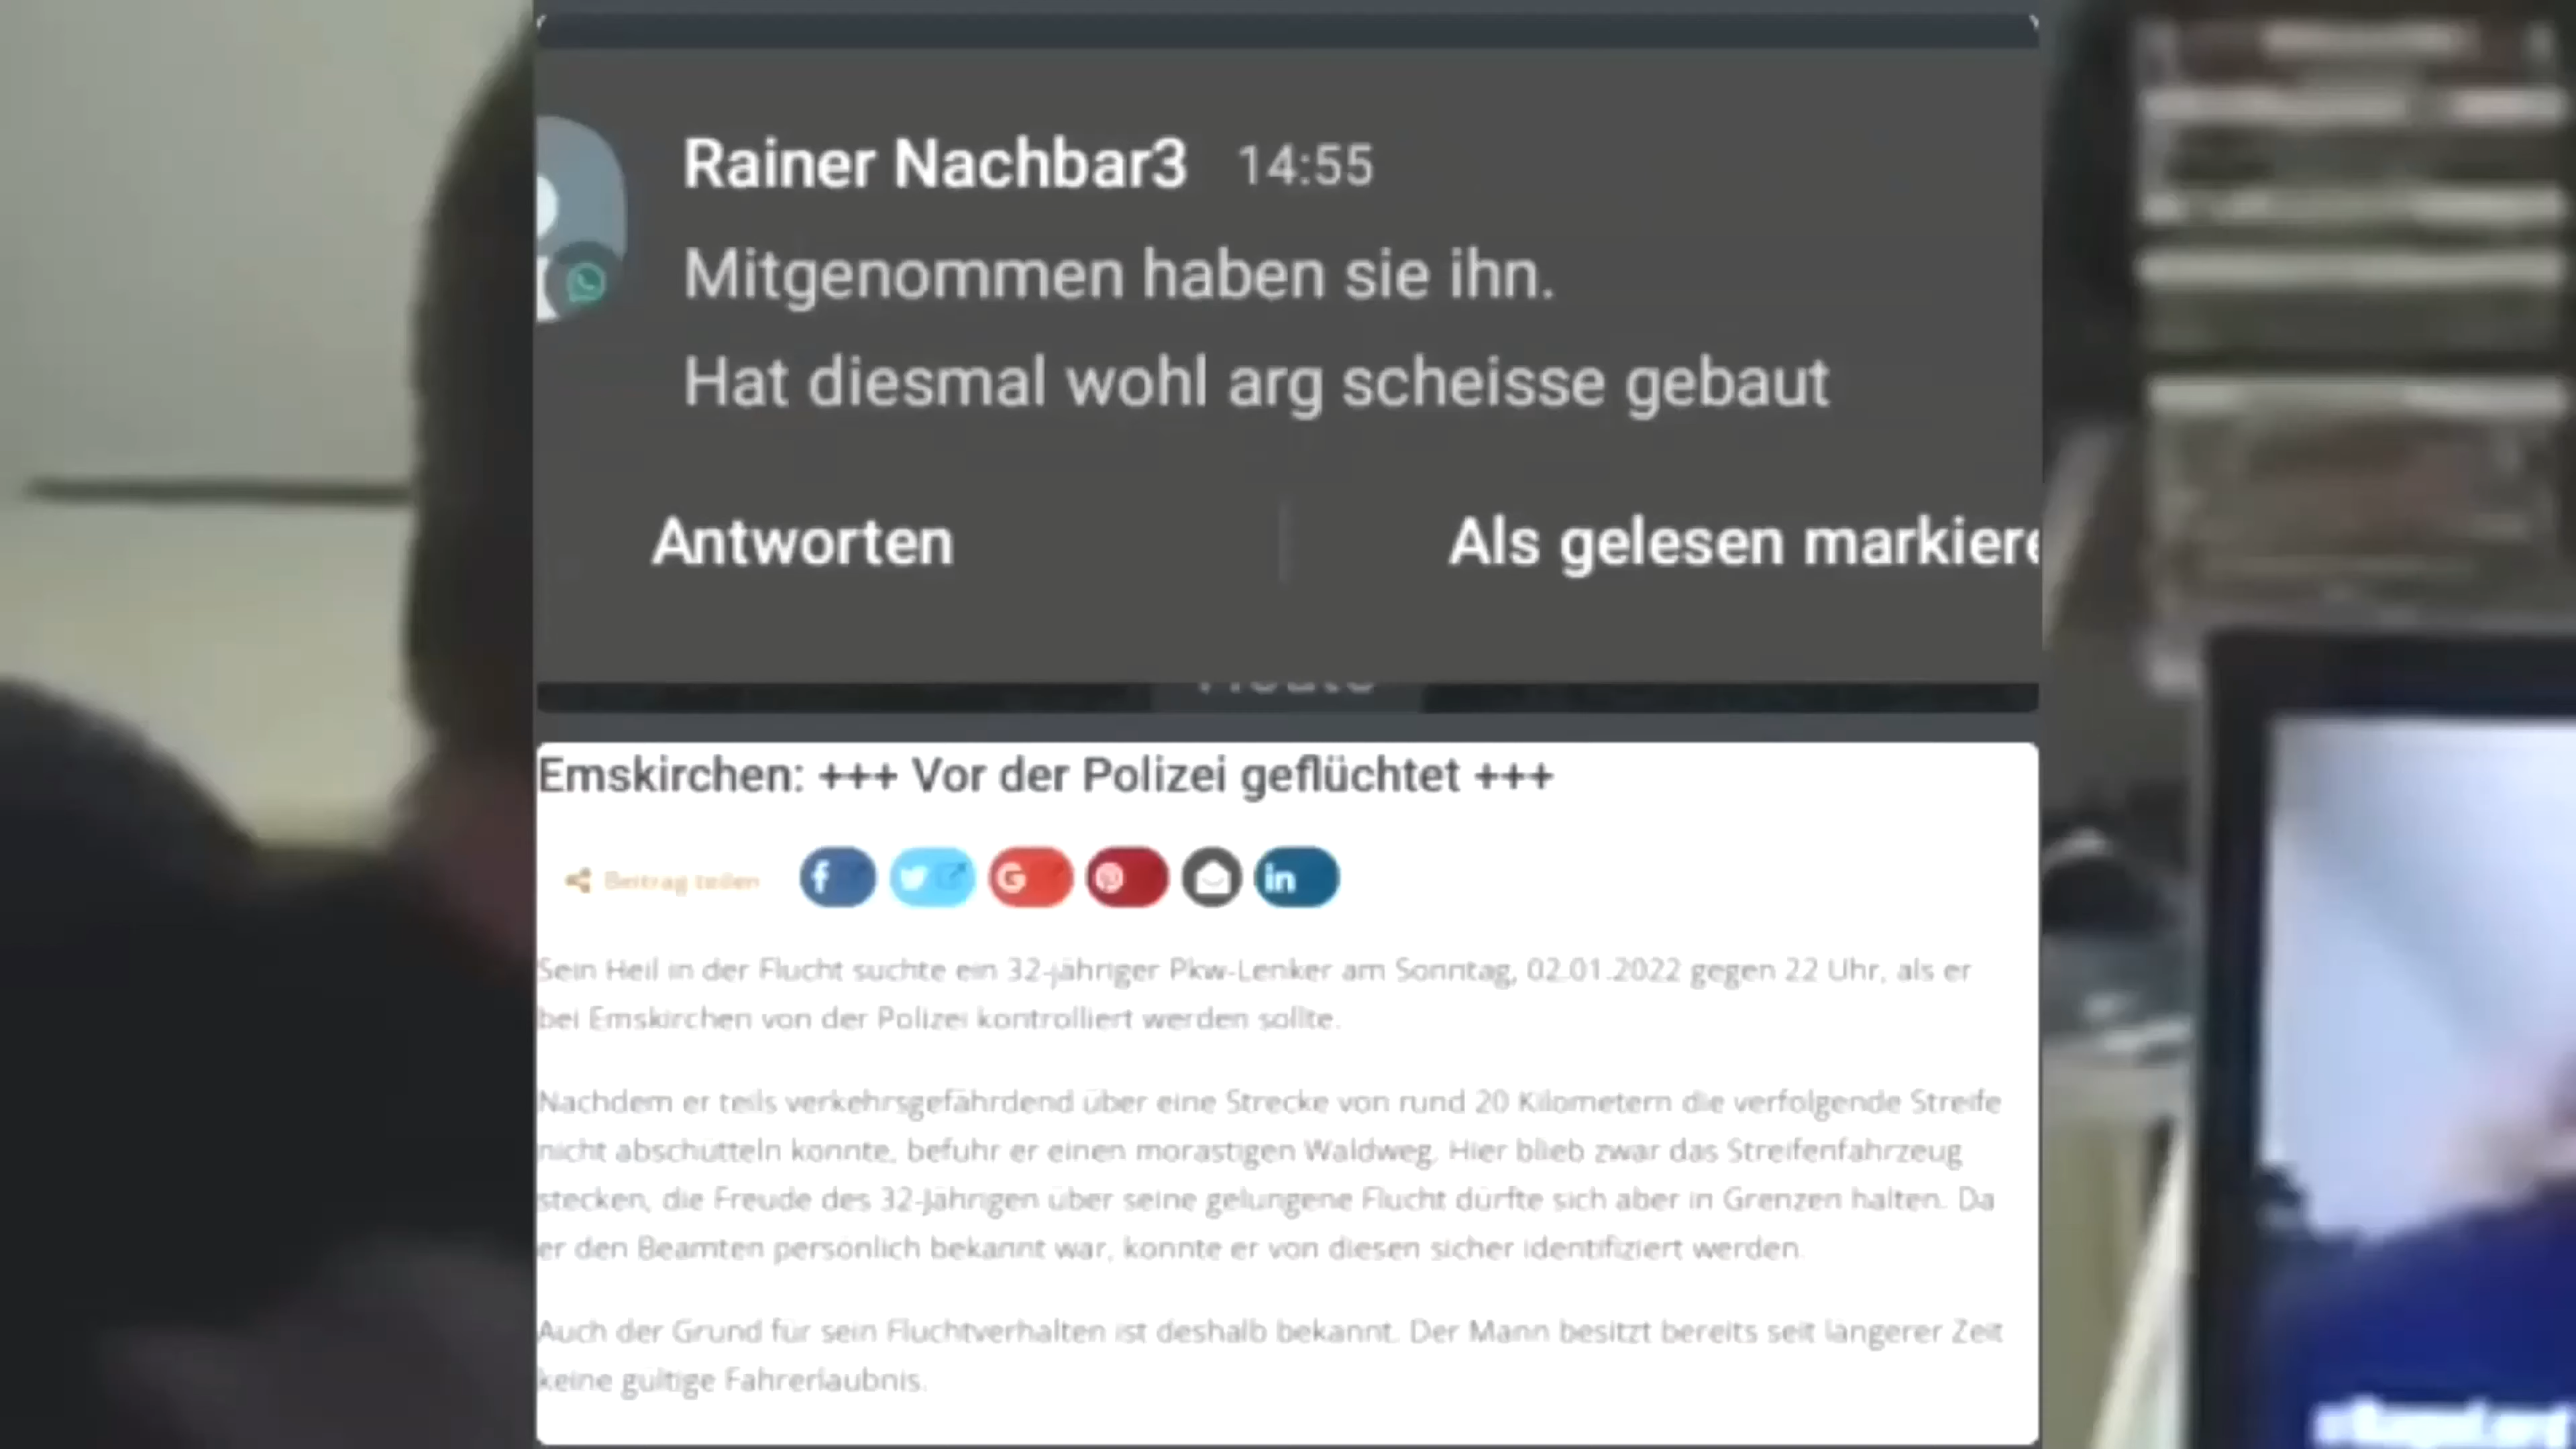 Rainer Nachbar3 14:55
Mitgenommen haben sie ihn.
Hat diesmal wohl arg scheisse gebaut
Antworten Als gelesen markiere
Emskirchen: +++ Vor der Polizei geflüchtet +++
Beitrag teilen
Sein Heil in der Flucht suchte ein 32-jähriger Pkw-Lenker am Sonntag, 02.01.2022 gegen 22 Uhr, als er
bei Emskirchen von der Polizei kontrolliert werden sollte.
Nachdem er teils verkehrsgefährdend über eine Strecke von rund 20 Kilometern die verfolgende Streife
nicht abschütteln konnte, befuhr er einen morastigen Waldweg. Hier blieb zwar das Streifenfahrzeug
stecken, die Freude des 32-Jährigen über seine gelungene Flucht dürfte sich aber in Grenzen halten. Da
er den Beamten persönlich bekannt war, konnte er von diesen sicher identifiziert werden.
Auch der Grund für sein Fluchtverhalten ist deshalb bekannt. Der Mann besitzt bereits seit längerer Zeit
keine gültige Fahrerlaubnis.